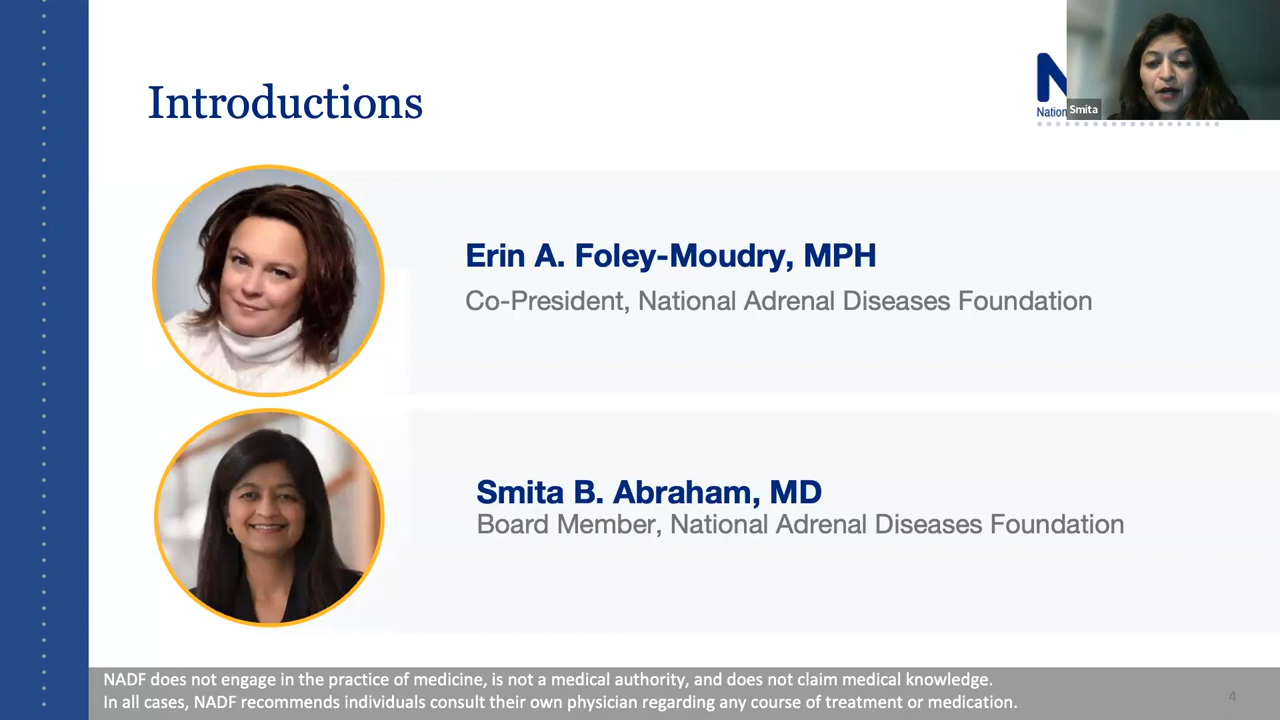 Introductions
N
Nation
Smita
Erin A. Foley-Moudry, MPH
Co-President, National Adrenal Diseases Foundation
Smita B. Abraham, MD
Board Member, National Adrenal Diseases Foundation
NADF does not engage in the practice of medicine, is not a medical authority, and does not claim medical knowledge.
In all cases, NADF recommends individuals consult their own physician regarding any course of treatment or medication.
4